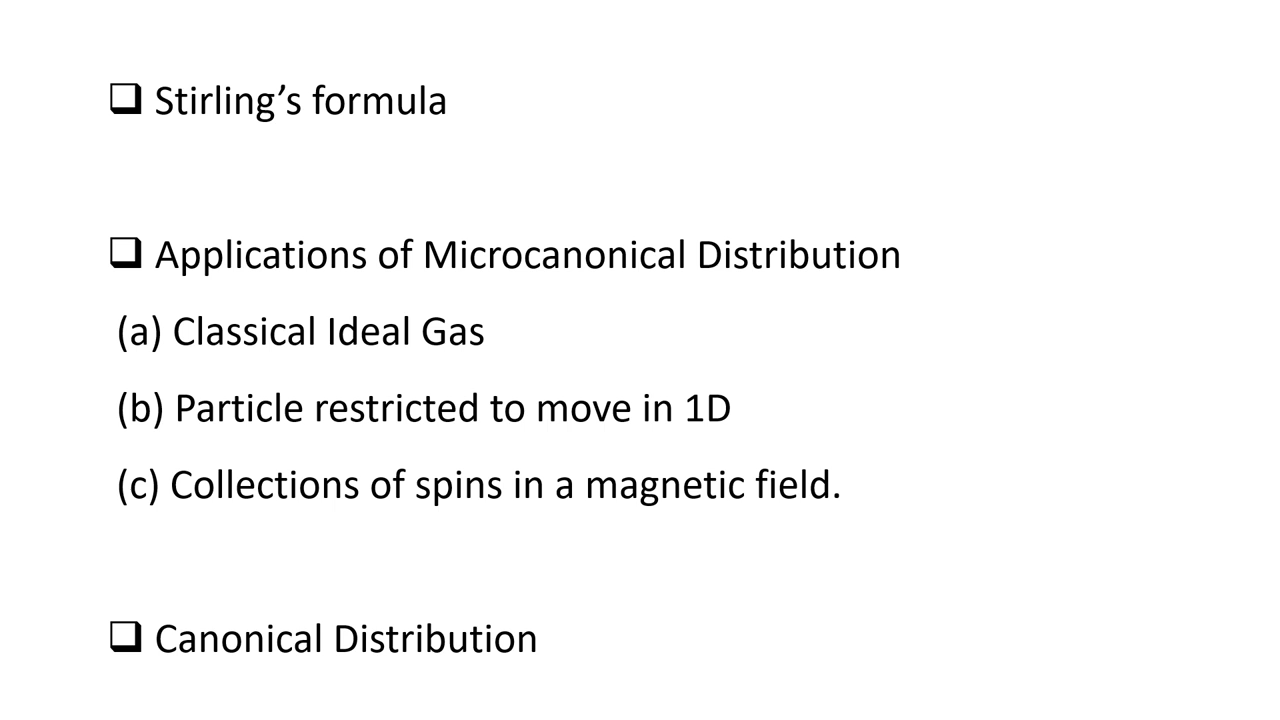 ❑ Stirling’s formula
❑ Applications of Microcanonical Distribution
(a) Classical Ideal Gas
(b) Particle restricted to move in 1D
(c) Collections of spins in a magnetic field.
❑ Canonical Distribution